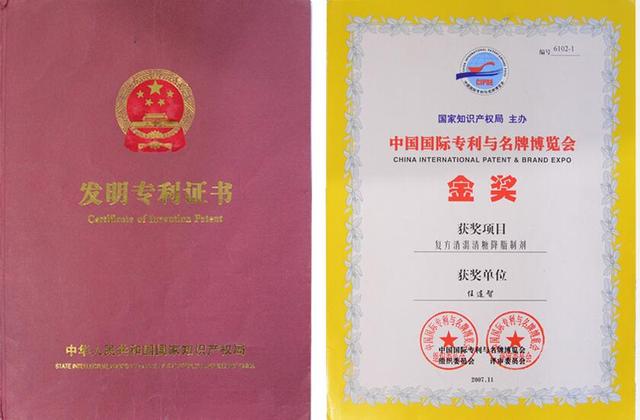 发明专利证书
Certificate of Invention Patent
中华人民共和国国家知识产权局
编号 6102-1
CIPBE
国家知识产权局 主办
中国国际专利与名牌博览会
CHINA INTERNATIONAL PATENT & BRAND EXPO
金奖
获奖项目
复方清渭清糖降脂制剂
获奖单位
任道智
中国国际专利与名牌博览会
组织委员会 评审委员会
2007.11